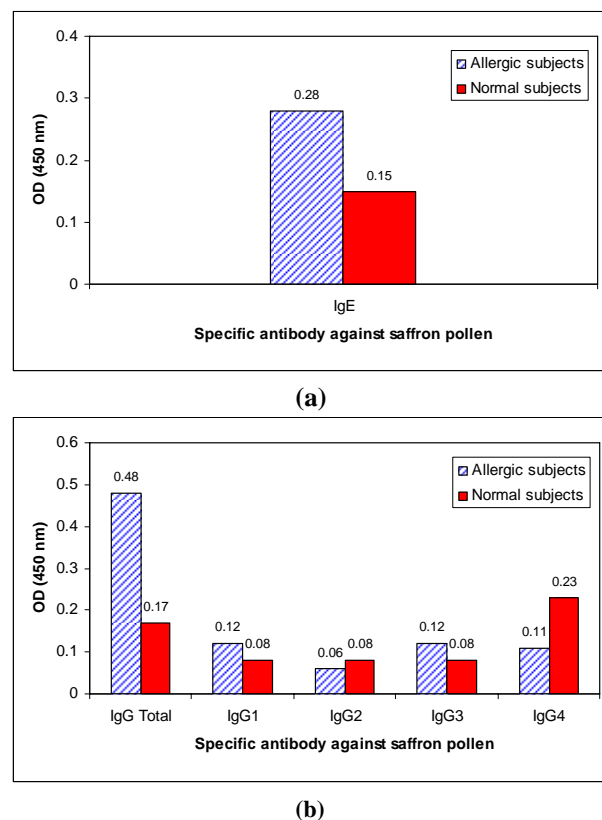 0.4
0.3
0.2
0.1
0
OD (450 nm)
Allergic subjects
Normal subjects
0.28
0.15
IgE
Specific antibody against saffron pollen
(a)
0.6
0.5
0.4
0.3
0.2
0.1
0
OD (450 nm)
Allergic subjects
Normal subjects
0.48
0.17
0.12
0.08
0.06
0.08
0.12
0.08
0.11
0.23
IgG Total IgG1 IgG2 IgG3 IgG4
Specific antibody against saffron pollen
(b)